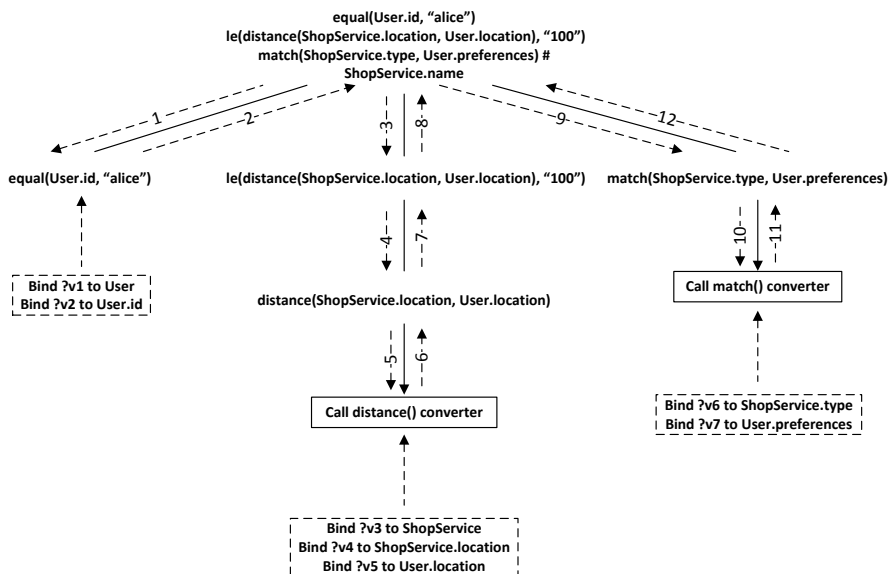 equal(User.id, “alice”)
le(distance(ShopService.location, User.location), “100”)
match(ShopService.type, User.preferences) #
ShopService.name
1
2
3
8
9
12
equal(User.id, “alice”)
le(distance(ShopService.location, User.location), “100”)
match(ShopService.type, User.preferences)
4
7
10
11
Bind ?v1 to User
Bind ?v2 to User.id
distance(ShopService.location, User.location)
Call match() converter
5
6
Call distance() converter
Bind ?v6 to ShopService.type
Bind ?v7 to User.preferences
Bind ?v3 to ShopService
Bind ?v4 to ShopService.location
Bind ?v5 to User.location